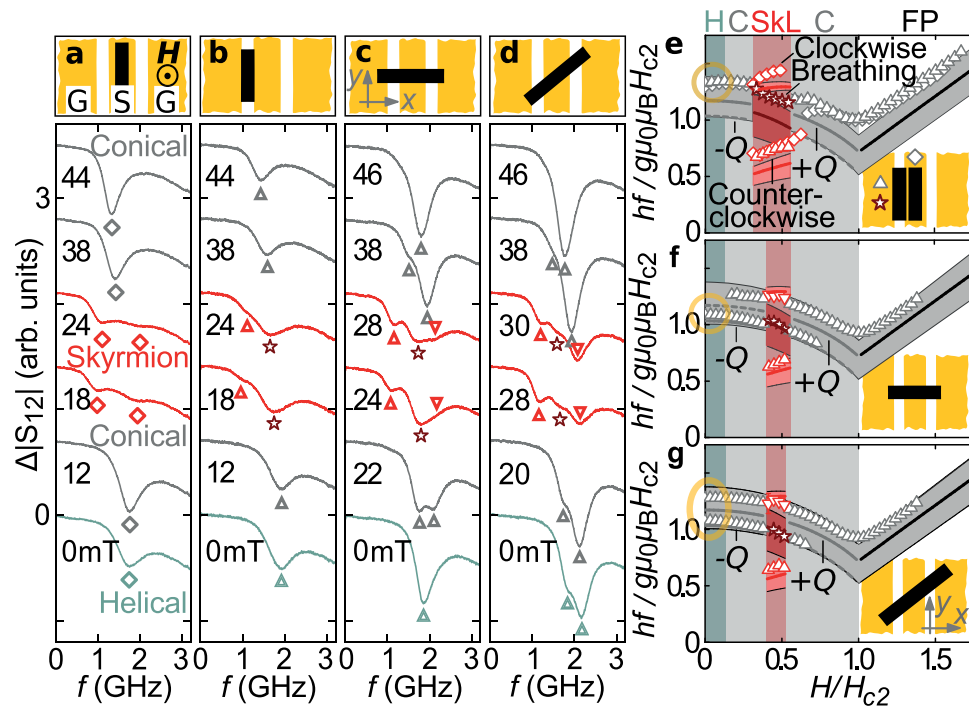 a
H
G S G
b
c
y
x
d
Δ|S12| (arb. units)
3
0
Conical
44
38
24
Skyrmion
18
Conical
12
0mT
Helical
44
38
24
18
12
0mT
46
38
28
24
22
0mT
46
38
30
28
20
0mT
0 1 2 3
f (GHz)
0 1 2 3
f (GHz)
0 1 2 3
f (GHz)
0 1 2 3
f (GHz)
H C SkL C FP
e
Clockwise
Breathing
-Q
+Q
Counter-
clockwise
hf / gμ0μBHc2
1.0
0.5
0
f
-Q
+Q
hf / gμ0μBHc2
1.0
0.5
0
g
-Q
+Q
y
x
hf / gμ0μBHc2
1.0
0.5
0
0 0.5 1.0 1.5
H/Hc2